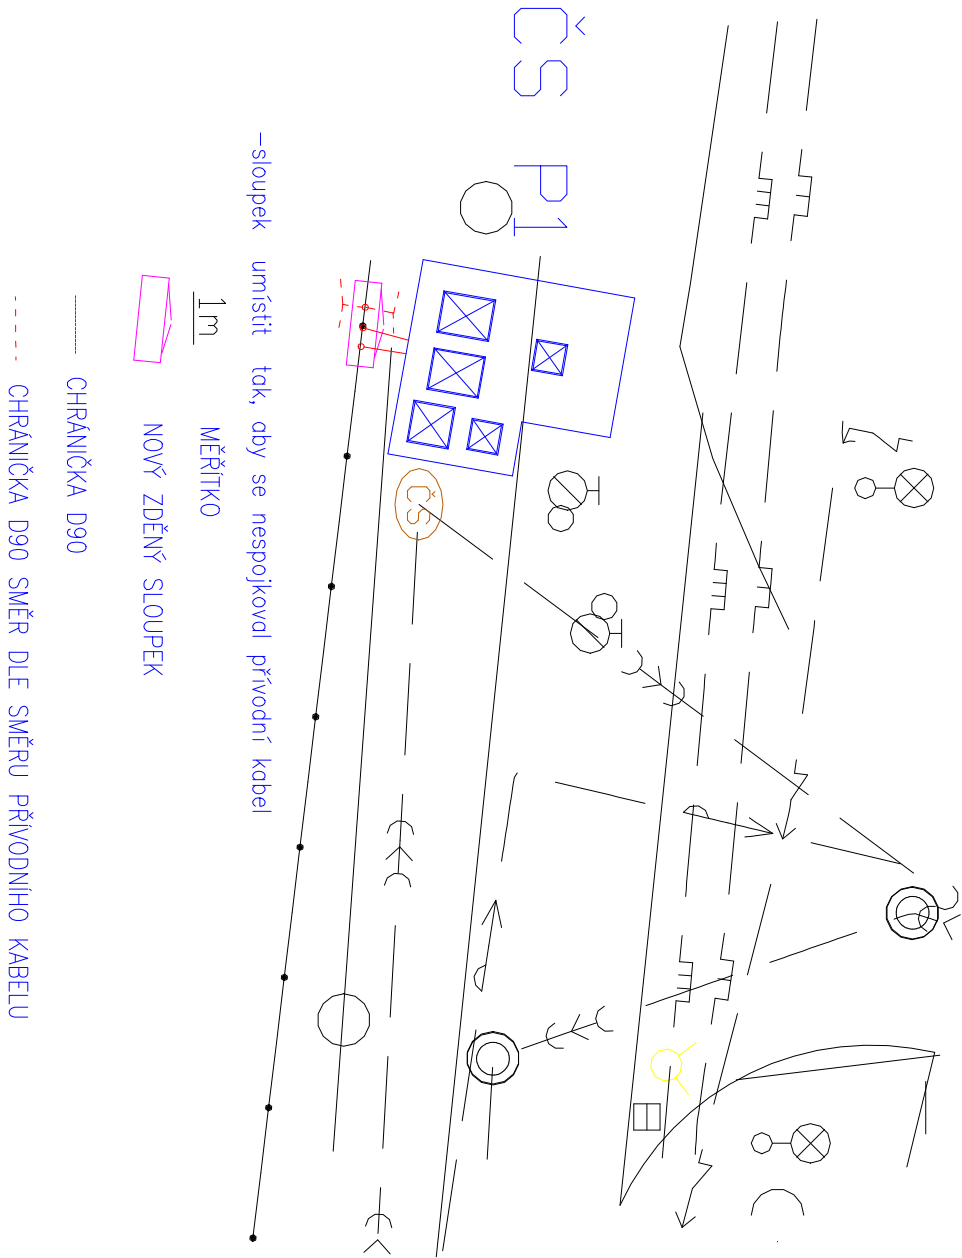 ČS P1
-sloupek umístit tak, aby se nespojkoval přívodní kabel
1m MĚŘÍTKO
NOVÝ ZDĚNÝ SLOUPEK
CHRÁNIČKA D90
CHRÁNIČKA D90 SMĚR DLE SMĚRU PŘÍVODNÍHO KABELU
ČS